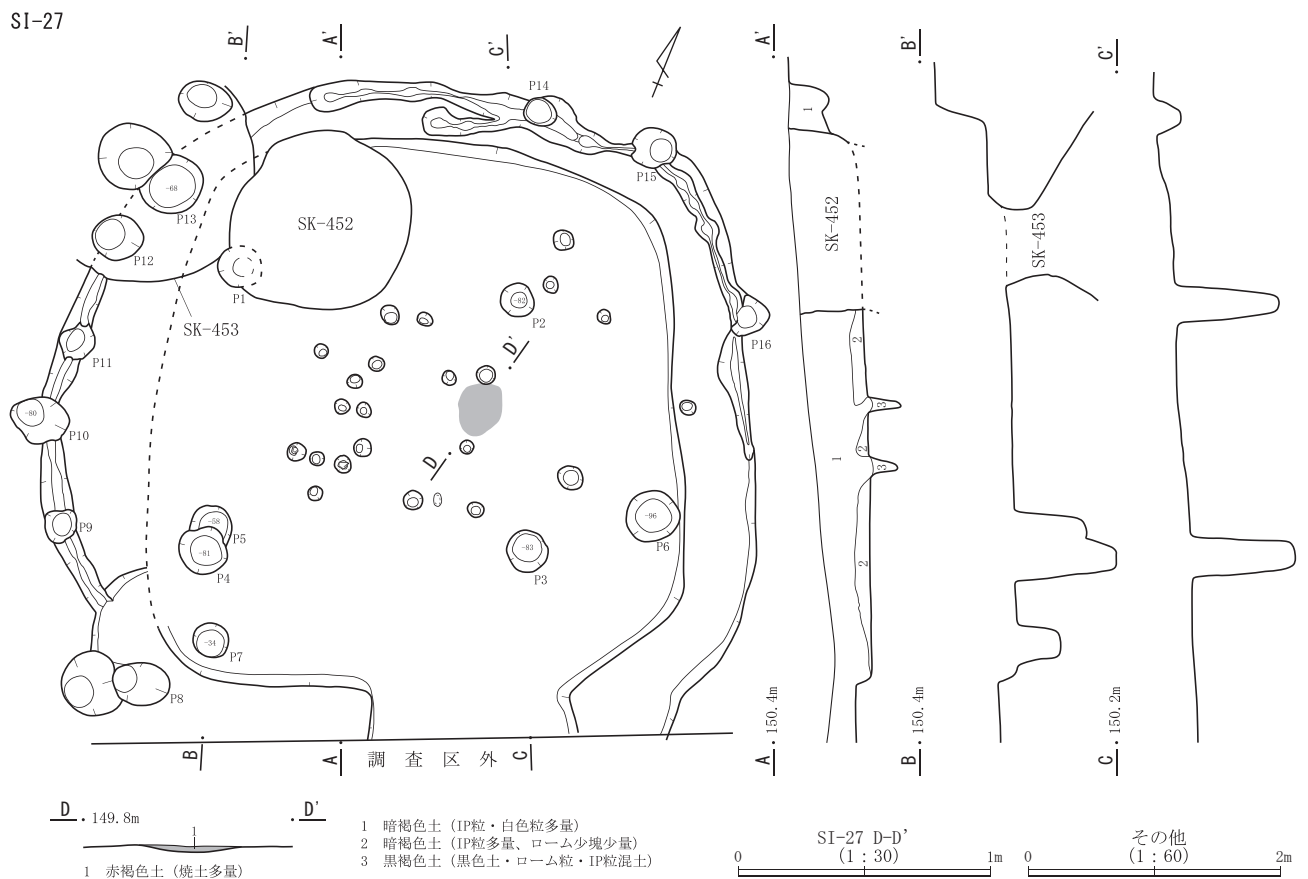 SI-27
B'
A'
C'
A'
B'
C'
P14
P15
P13
-68
P12
SK-452
P1
SK-453
P2
-82
D'
P16
P11
P10
-80
D
P9
P5
-58
P4
-81
P3
-83
P6
-96
P7
-34
P8
B
A
調査区外
C
1
SK-452
2
3
1
2
3
2
A 150.4m
SK-453
B 150.4m
C 150.2m
D 149.8m D'
1
1 赤褐色土(焼土多量)
1 暗褐色土(IP粒・白色粒多量)
2 暗褐色土(IP粒多量、ローム少塊少量)
3 黒褐色土(黒色土・ローム粒・IP粒混土)
SI-27 D-D'
(1:30)
0 1m
その他
(1:60)
0 2m